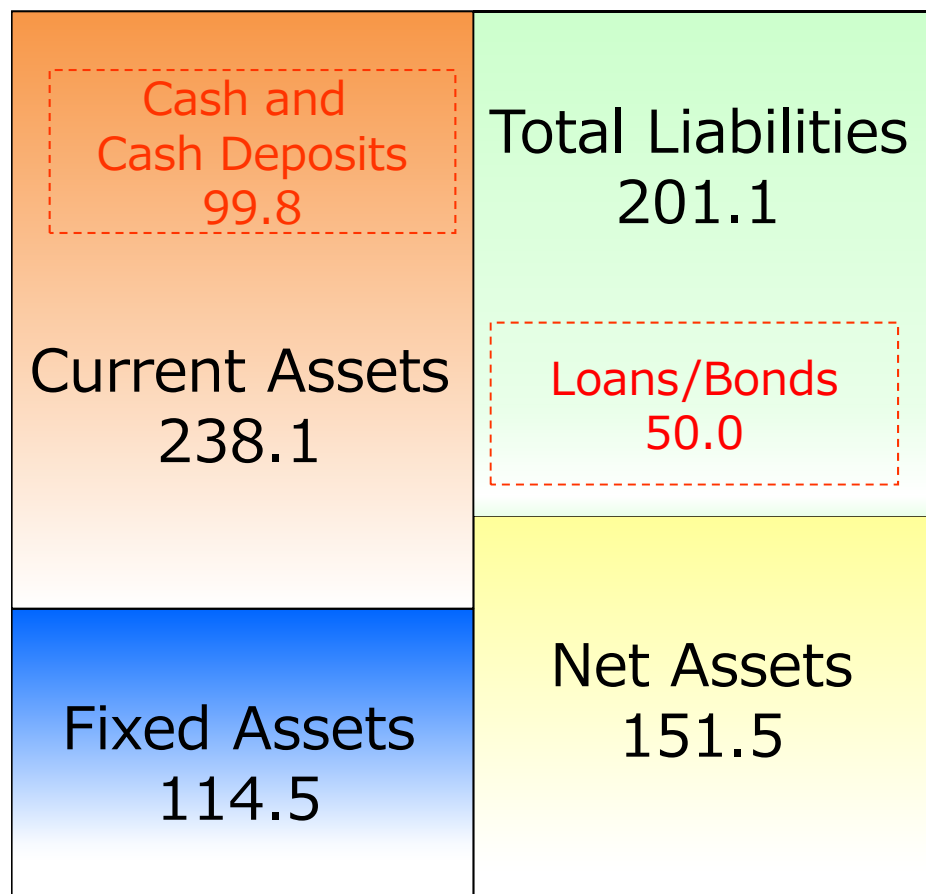 Cash and
Cash Deposits
99.8
Current Assets
238.1
Fixed Assets
114.5
Total Liabilities
201.1
Loans/Bonds
50.0
Net Assets
151.5